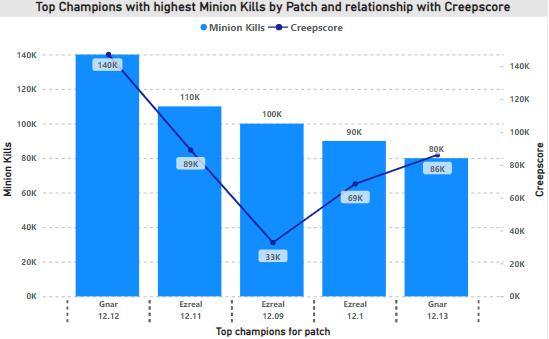 Top Champions with highest Minion Kills by Patch and relationship with Creepscore
Minion Kills Creepscore
140K
120K
100K
80K
60K
40K
20K
0K
Minion Kills
140K
110K
100K
90K
80K
89K
33K
69K
86K
140K
120K
100K
80K
60K
40K
20K
0K
Creepscore
Gnar Ezreal Ezreal Ezreal Gnar
12.12 12.11 12.09 12.1 12.13
Top champions for patch